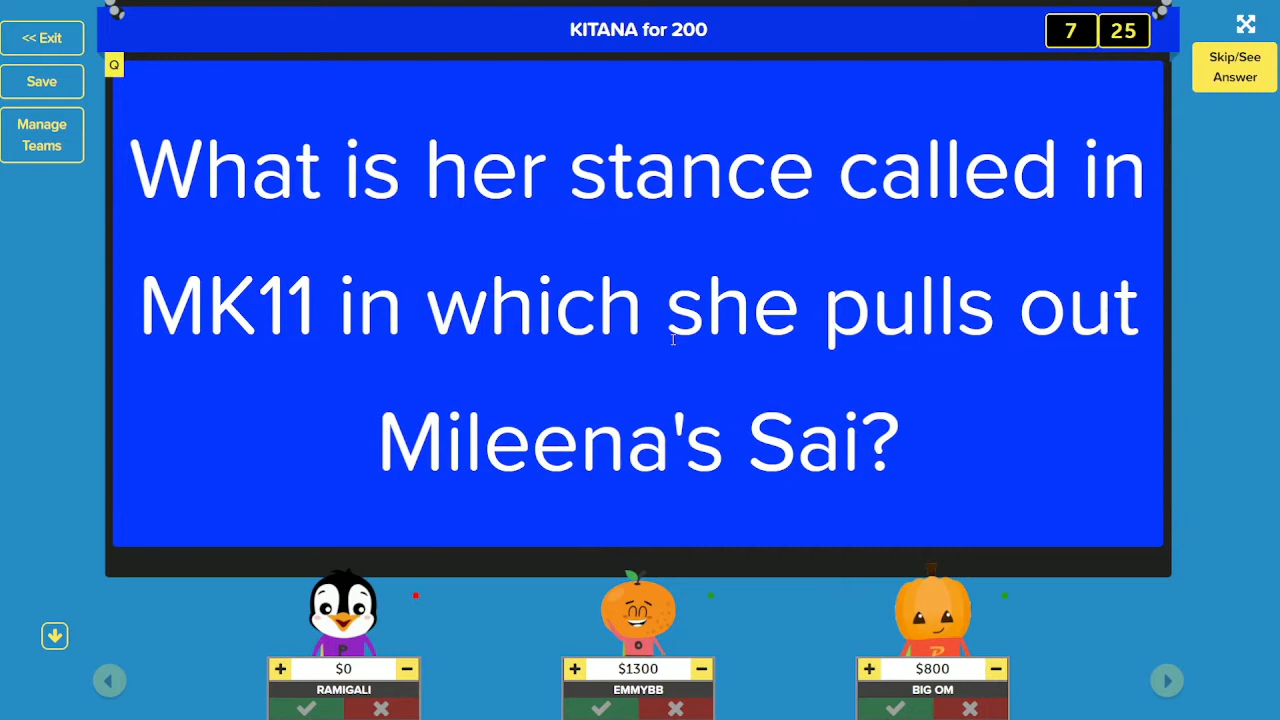 << Exit
Save
Manage
Teams
KITANA for 200
7 25
Skip/See
Answer
Q
What is her stance called in
MK11 in which she pulls out
Mileena's Sai?
P
O
P
+ $0 −
RAMIGALI
+ $1300 −
EMMYBB
+ $800 −
BIG OM